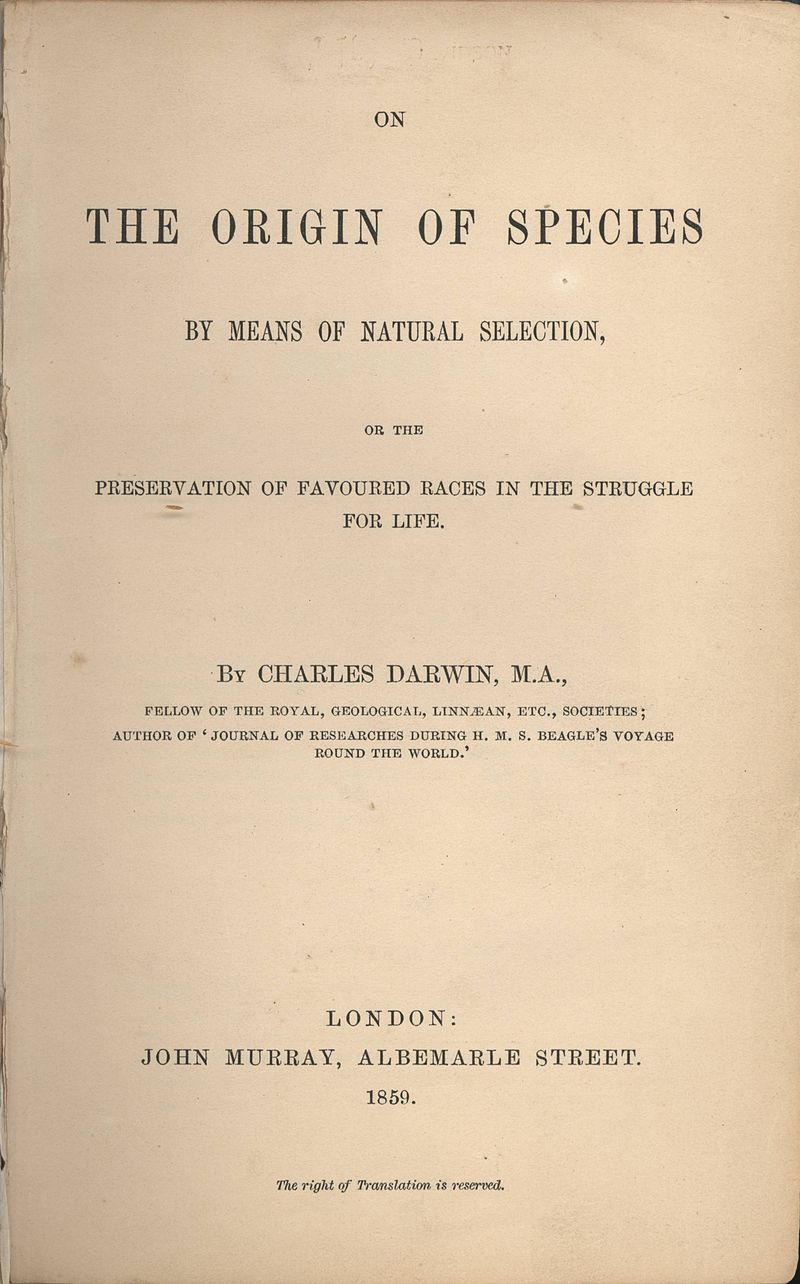 ON
THE ORIGIN OF SPECIES
BY MEANS OF NATURAL SELECTION,
OR THE
PRESERVATION OF FAVOURED RACES IN THE STRUGGLE
FOR LIFE.
BY CHARLES DARWIN, M.A.,
FELLOW OF THE ROYAL, GEOLOGICAL, LINNÆAN, ETC., SOCIETIES;
AUTHOR OF ‘JOURNAL OF RESEARCHES DURING H. M. S. BEAGLE’S VOYAGE
ROUND THE WORLD.’
LONDON:
JOHN MURRAY, ALBEMARLE STREET.
1859.
The right of Translation is reserved.